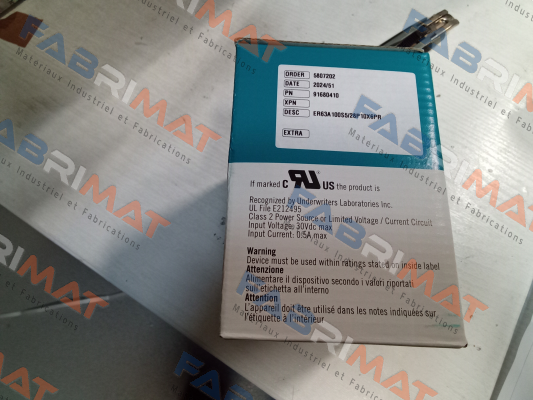 ORDER 5807202
DATE 2024/51
PN 81680410
XPN
DESC ER63A100S5/28P10X6PR
EXTRA
If marked C RU US the product is
Recognized by Underwriters Laboratories Inc.
UL File E212495
Class 2 Power Source or Limited Voltage / Current Circuit
Input Voltage; 30Vdc max
Input Current: 0.5A max
Warning
Device must be used within ratings stated on inside label
Attenzione
Alimentare il dispositivo secondo i valori riportati
sull'etichetta all'interno
Attention
L'appareil doit être utilisé dans les notes indiquées sur
l'étiquette à l'intérieur
FABRIMAT
Matériaux Industriel et Fabrications